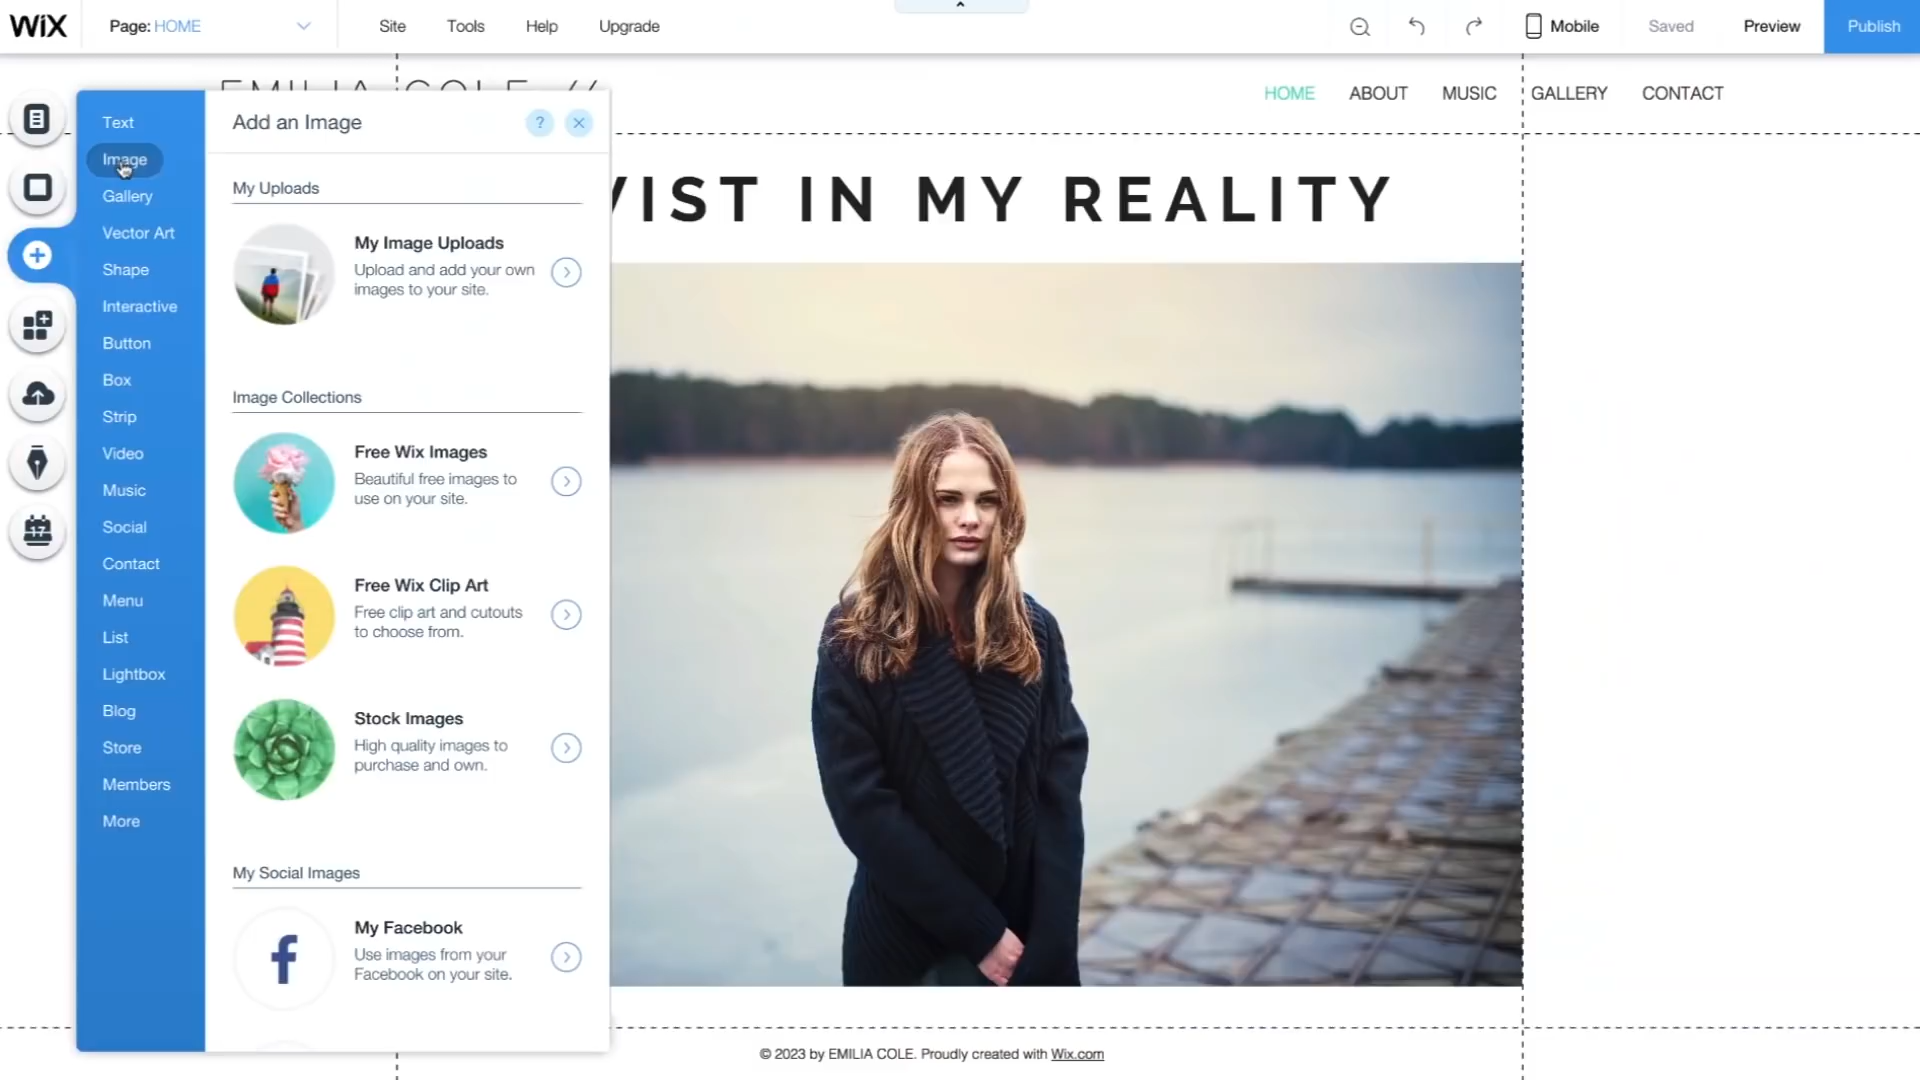 WiX
Page: HOME
Site
Tools
Help
Upgrade
Mobile
Saved
Preview
Publish
EMILIA COLE //
HOME
ABOUT
MUSIC
GALLERY
CONTACT
Text
Image
Gallery
Vector Art
Shape
Interactive
Button
Box
Strip
Video
Music
Social
Contact
Menu
List
Lightbox
Blog
Store
Members
More
17
Add an Image
?
My Uploads
My Image Uploads
Upload and add your own
images to your site.
Image Collections
Free Wix Images
Beautiful free images to
use on your site.
Free Wix Clip Art
Free clip art and cutouts
to choose from.
Stock Images
High quality images to
purchase and own.
My Social Images
f
My Facebook
Use images from your
Facebook on your site.
VIST IN MY REALITY
© 2023 by EMILIA COLE. Proudly created with Wix.com